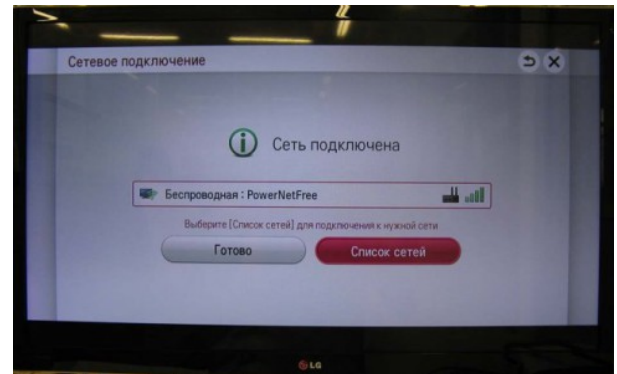 Сетевое подключение
Сеть подключена
Беспроводная : PowerNetFree
Выберите [Список сетей] для подключения к нужной сети
Готово
Список сетей
LG